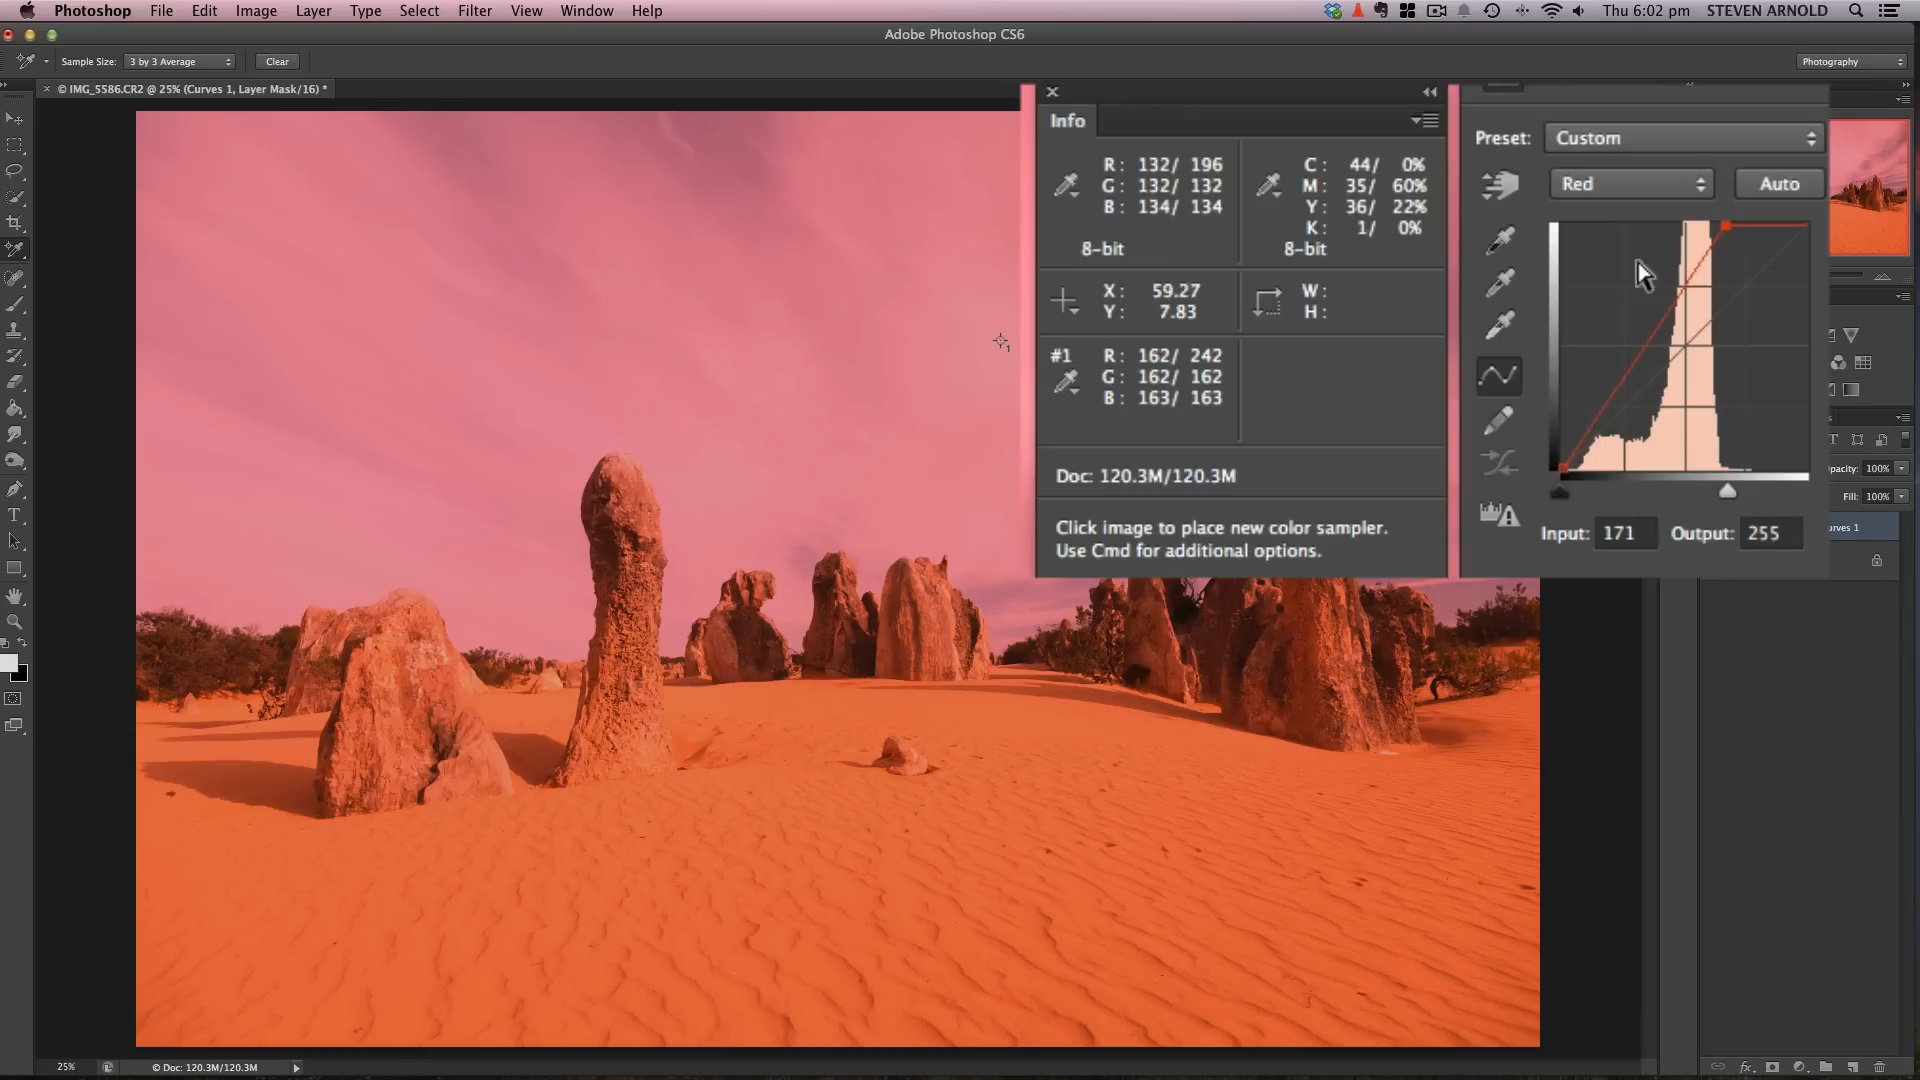 Photoshop File Edit Image Layer Type Select Filter View Window Help Thu 6:02 pm STEVEN ARNOLD
Adobe Photoshop CS6
Sample Size: 3 by 3 Average Clear Photography
× © IMG_5586.CR2 @ 25% (Curves 1, Layer Mask/16) *
Info
R: 132/ 196 C: 44/ 0%
G: 132/ 132 M: 35/ 60%
B: 134/ 134 Y: 36/ 22%
K: 1/ 0%
8-bit 8-bit
X: 59.27 W:
Y: 7.83 H:
#1 R: 162/ 242
G: 162/ 162
B: 163/ 163
Doc: 120.3M/120.3M
Click image to place new color sampler.
Use Cmd for additional options.
Preset: Custom
Red Auto
Input: 171 Output: 255
1
T
pacity: 100%
Fill: 100%
urves 1
T
25% © Doc: 120.3M/120.3M
fx